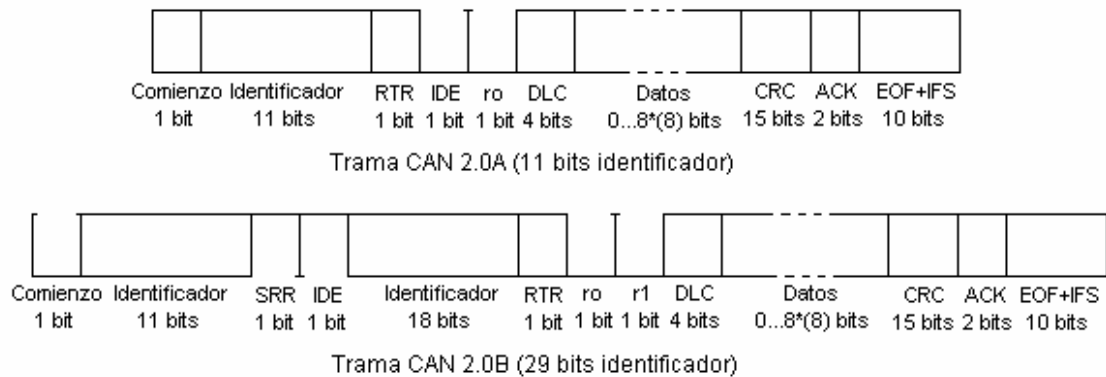 Comienzo Identificador RTR IDE ro DLC Datos CRC ACK EOF+IFS
1 bit 11 bits 1 bit 1 bit 1 bit 4 bits 0...8*(8) bits 15 bits 2 bits 10 bits
Trama CAN 2.0A (11 bits identificador)
Comienzo Identificador SRR IDE Identificador RTR ro r1 DLC Datos CRC ACK EOF+IFS
1 bit 11 bits 1 bit 1 bit 18 bits 1 bit 1 bit 1 bit 4 bits 0...8*(8) bits 15 bits 2 bits 10 bits
Trama CAN 2.0B (29 bits identificador)